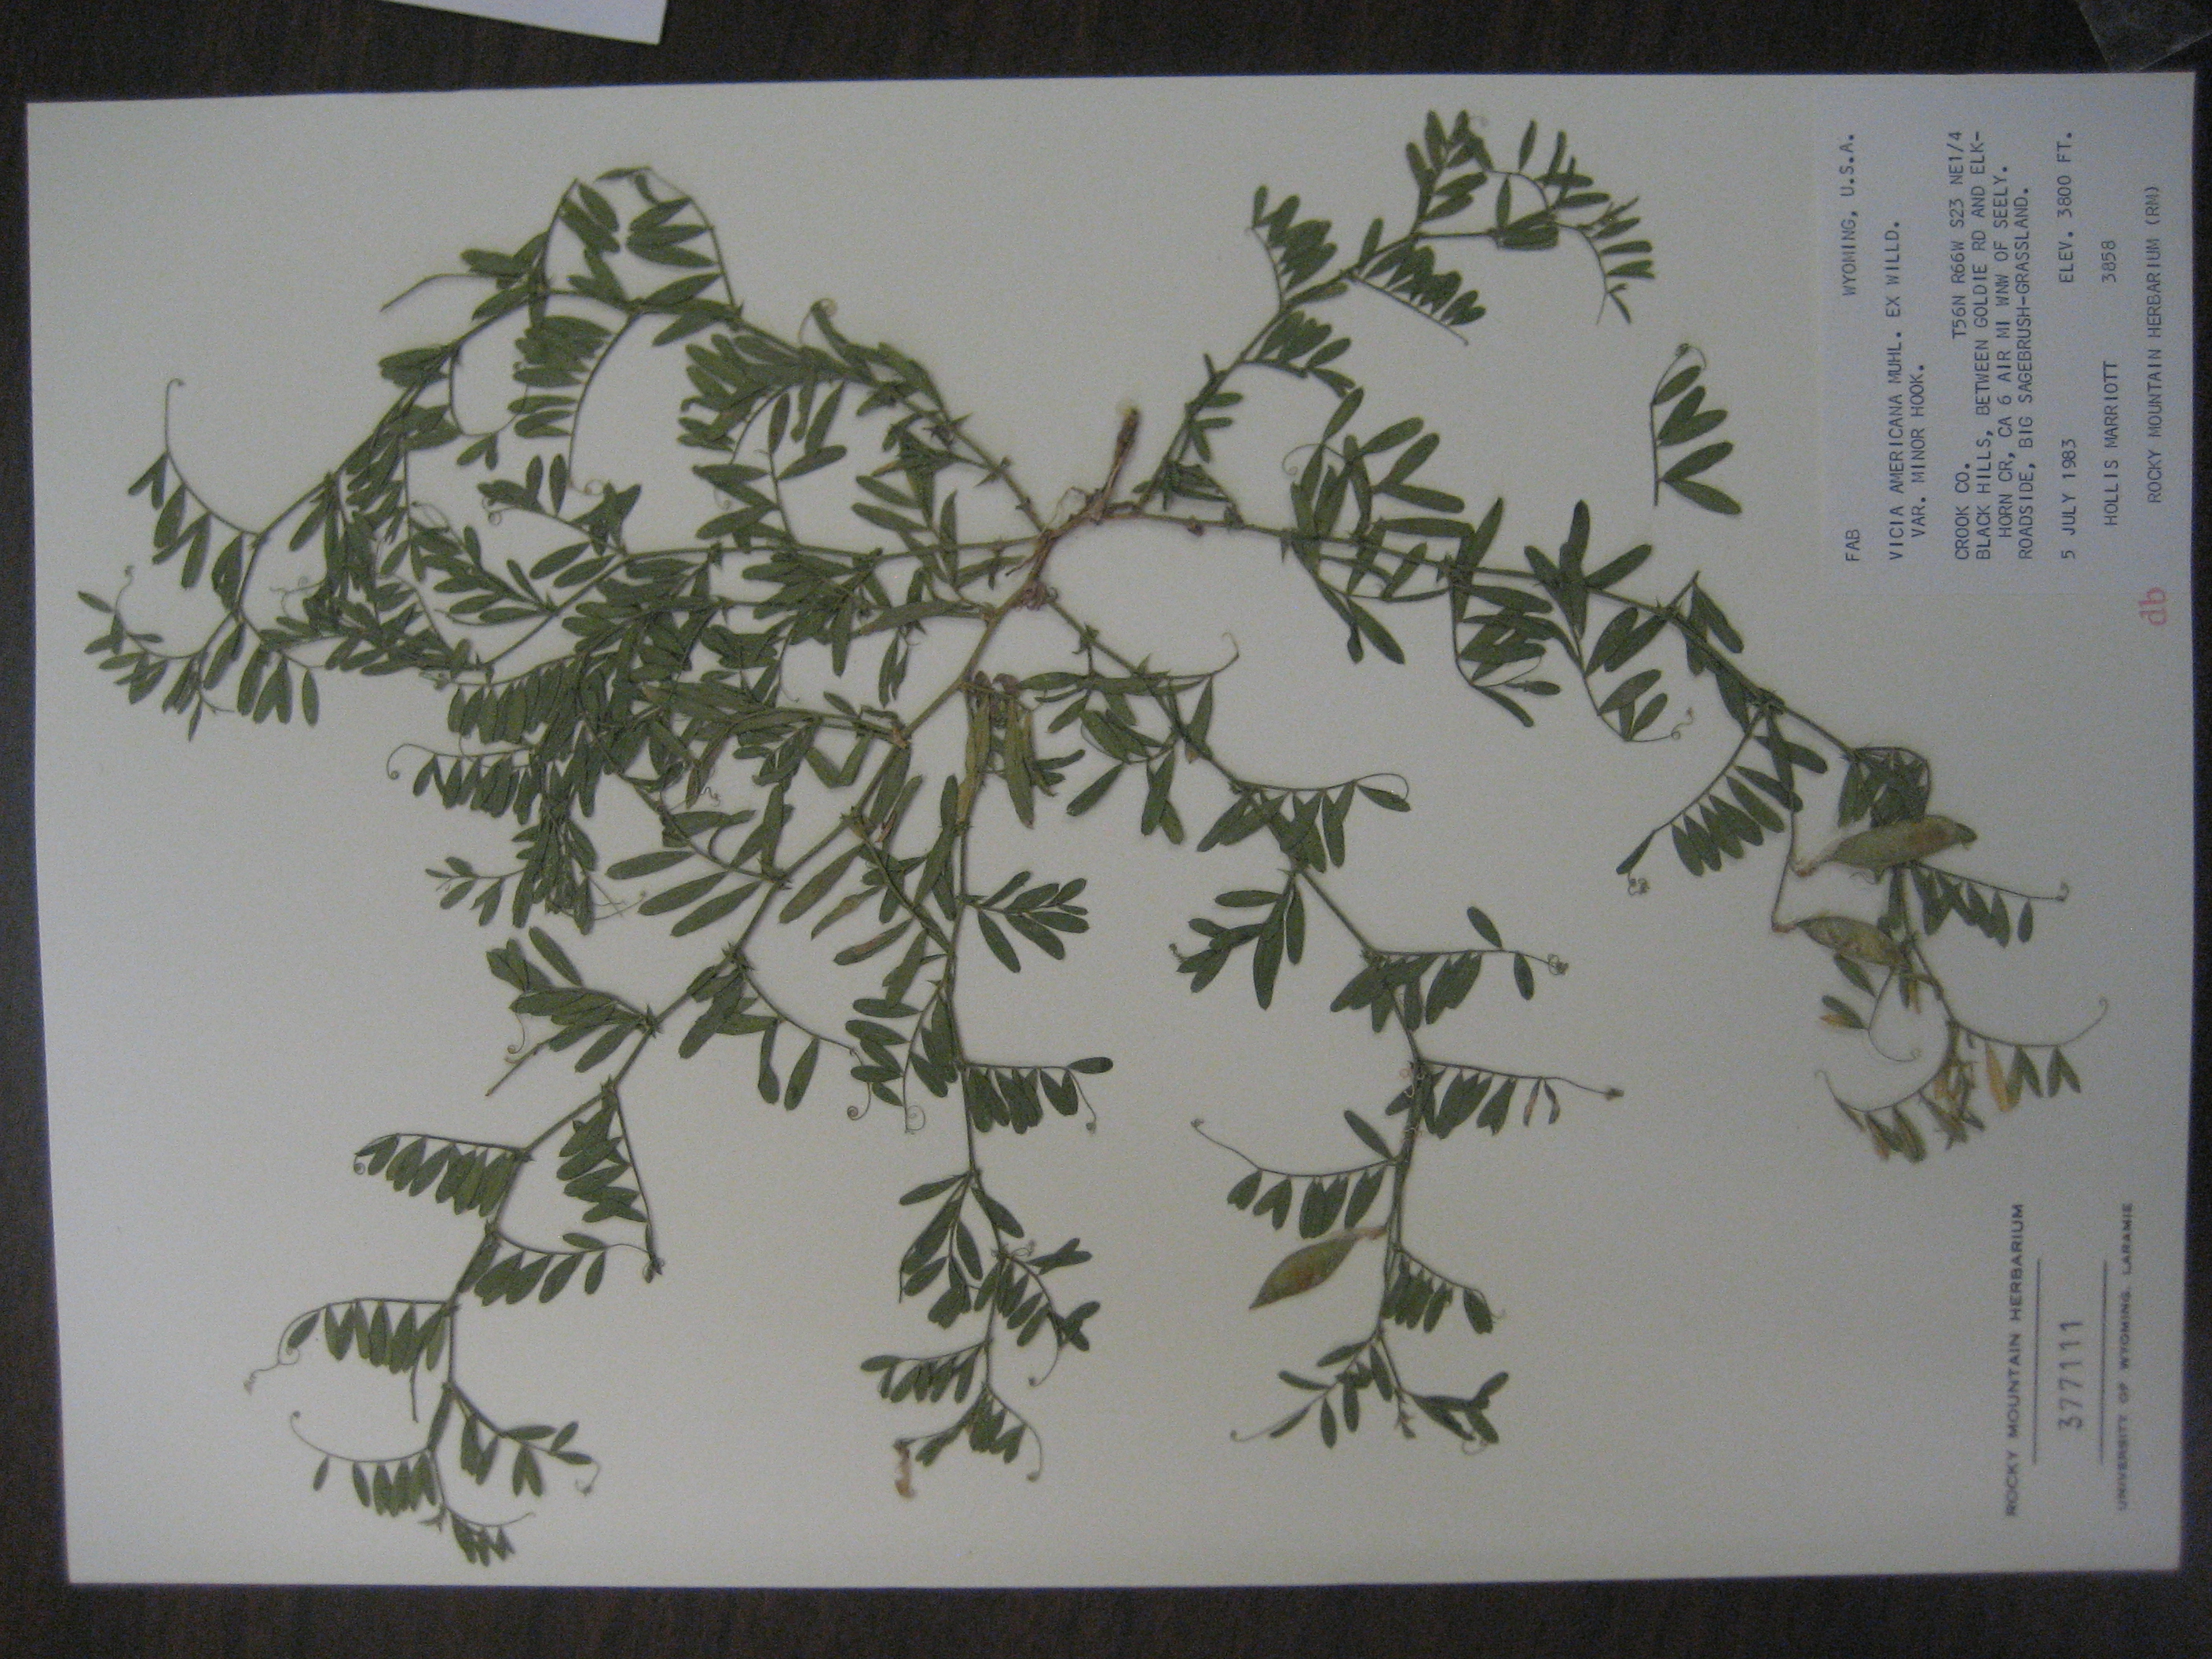 FAB WYOMING, U.S.A.
VICIA AMERICANA MUHL. EX WILLD.
VAR. MINOR HOOK.
CROOK CO. T56N R66W S23 NE1/4
BLACK HILLS, BETWEEN GOLDIE RD AND ELK-
HORN CR, CA 6 AIR MI WNW OF SEELY.
ROADSIDE, BIG SAGEBRUSH-GRASSLAND.
5 JULY 1983 ELEV. 3800 FT.
HOLLIS MARRIOTT 3858
db ROCKY MOUNTAIN HERBARIUM (RM)
ROCKY MOUNTAIN HERBARIUM
377111
UNIVERSITY OF WYOMING, LARAMIE